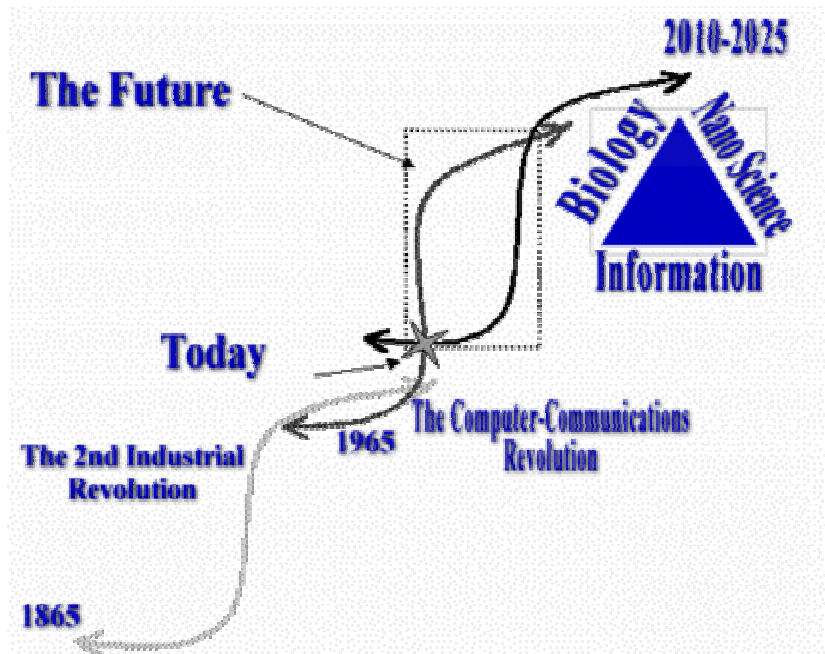 2010-2025
The Future
Biology
Nano Science
Information
Today
The Computer-Communications
Revolution
1965
The 2nd Industrial
Revolution
1865